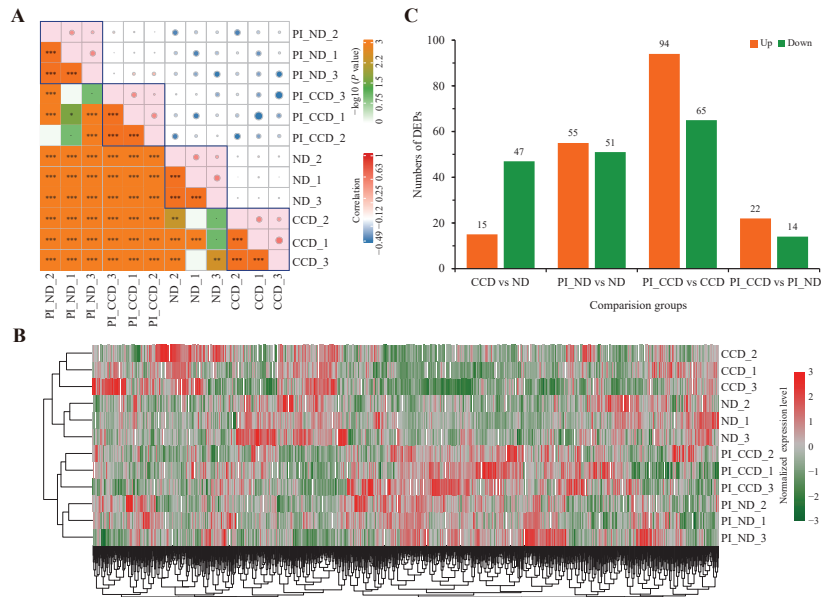 A
PI_ND_2
PI_ND_1
*** PI_ND_3
*** ***
*** · PI_CCD_3
*** * *** PI_CCD_1
· *** *** *** PI_CCD_2
*** *** *** *** *** *** ND_2
*** *** *** *** *** *** *** ND_1
*** *** *** *** *** *** *** *** ND_3
*** *** *** *** *** *** ** · CCD_2
*** *** *** *** *** *** *** *** · *** CCD_1
*** *** *** *** *** *** *** ** *** *** CCD_3
PI_ND_2 PI_ND_1 PI_ND_3 PI_CCD_3 PI_CCD_1 PI_CCD_2 ND_2 ND_1 ND_3 CCD_2 CCD_1 CCD_3
−log10 (P value)
0 0.75 1.5 2.3 3
Correlation
−0.49 −0.12 0.26 0.63 1
C
Up Down
Numbers of DEPs
100
80
60
40
20
0
15 47 55 51 94 65 22 14
CCD vs ND PI_ND vs ND PI_CCD vs CCD PI_CCD vs PI_ND
Comparision groups
B
CCD_2
CCD_1
CCD_3
ND_2
ND_1
ND_3
PI_CCD_2
PI_CCD_1
PI_CCD_3
PI_ND_2
PI_ND_1
PI_ND_3
Normalized expression level
3
2
1
0
−1
−2
−3